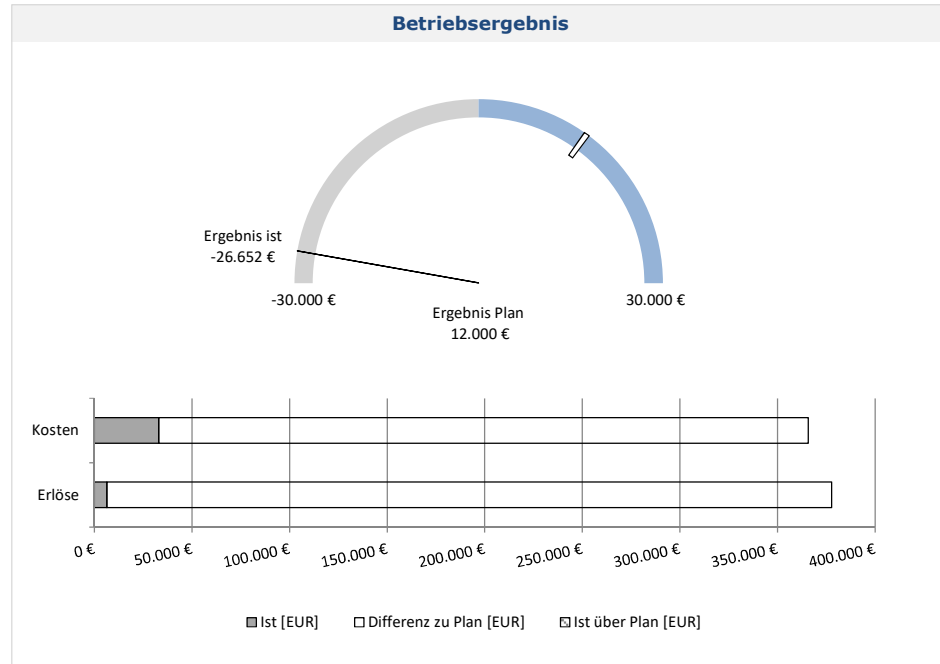 Betriebsergebnis
Ergebnis ist
-26.652 €
-30.000 €
30.000 €
Ergebnis Plan
12.000 €
Kosten
Erlöse
0 €
50.000 €
100.000 €
150.000 €
200.000 €
250.000 €
300.000 €
350.000 €
400.000 €
Ist [EUR]
Differenz zu Plan [EUR]
Ist über Plan [EUR]